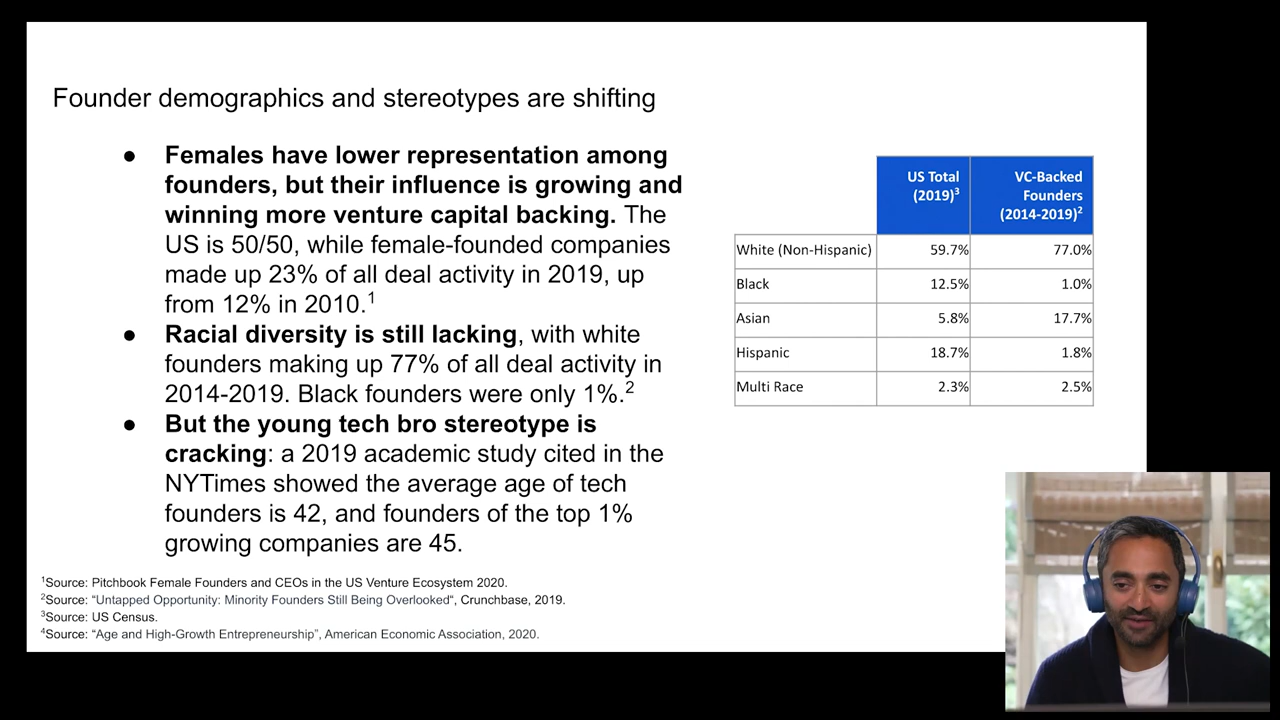 Founder demographics and stereotypes are shifting
● Females have lower representation among
founders, but their influence is growing and
winning more venture capital backing. The
US is 50/50, while female-founded companies
made up 23% of all deal activity in 2019, up
from 12% in 2010.¹
● Racial diversity is still lacking, with white
founders making up 77% of all deal activity in
2014-2019. Black founders were only 1%.²
● But the young tech bro stereotype is
cracking: a 2019 academic study cited in the
NYTimes showed the average age of tech
founders is 42, and founders of the top 1%
growing companies are 45.
US Total
(2019)³
VC-Backed
Founders
(2014-2019)²
White (Non-Hispanic) 59.7% 77.0%
Black 12.5% 1.0%
Asian 5.8% 17.7%
Hispanic 18.7% 1.8%
Multi Race 2.3% 2.5%
¹Source: Pitchbook Female Founders and CEOs in the US Venture Ecosystem 2020.
²Source: “Untapped Opportunity: Minority Founders Still Being Overlooked“, Crunchbase, 2019.
³Source: US Census.
⁴Source: “Age and High-Growth Entrepreneurship”, American Economic Association, 2020.